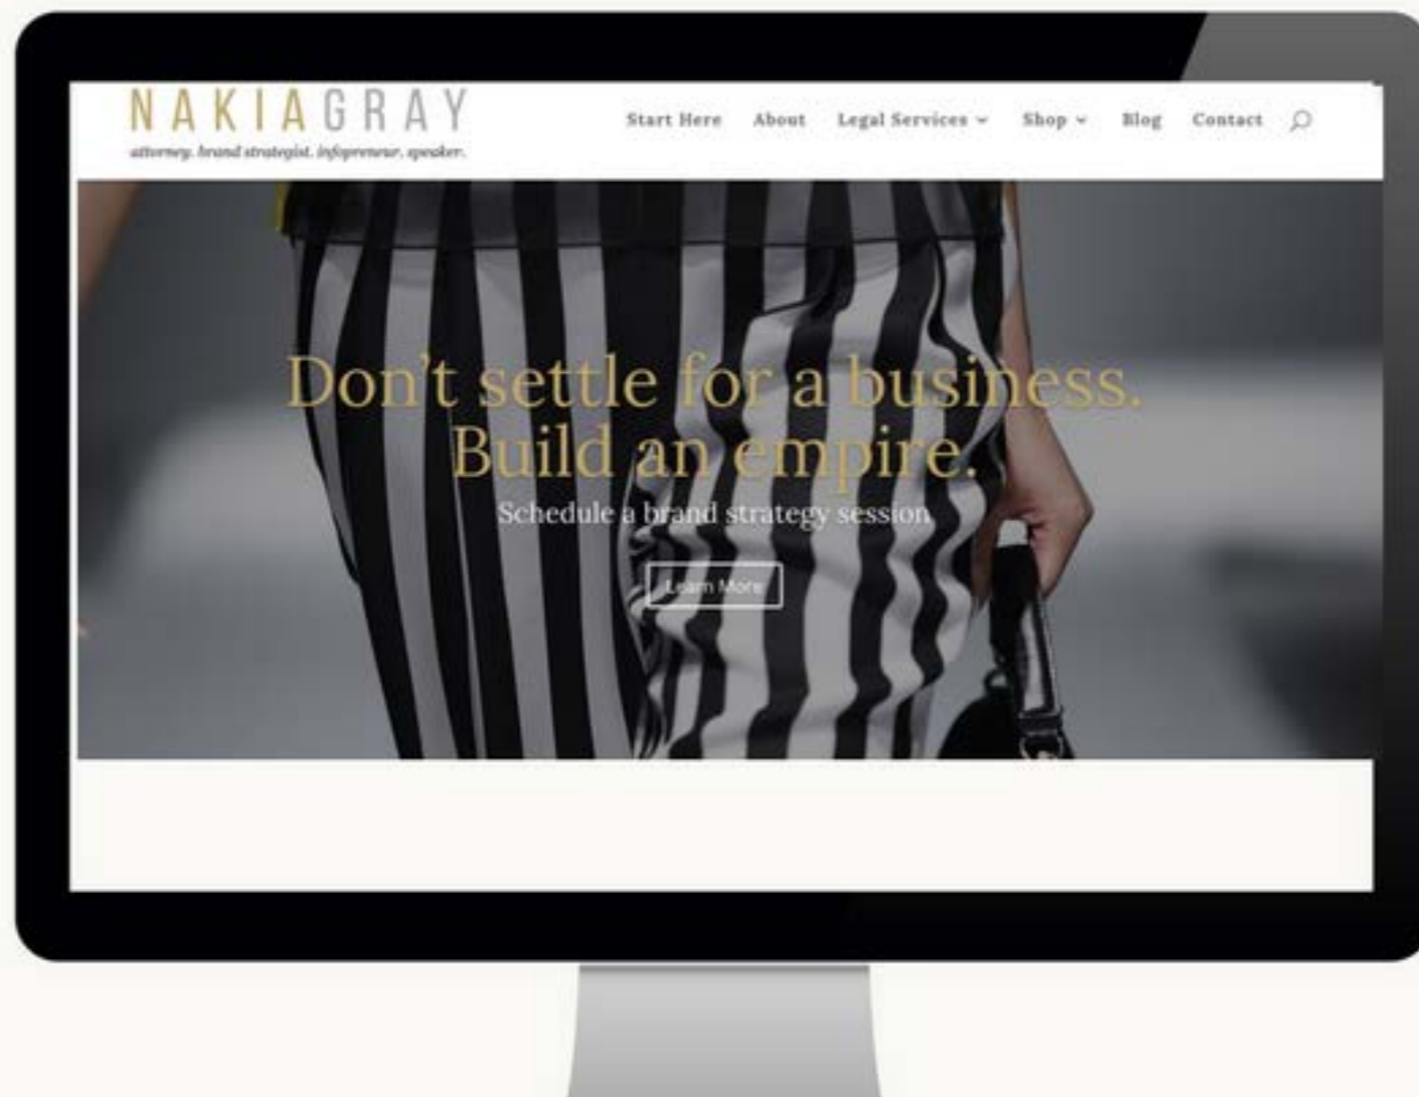 NAKIAGRAY
attorney. brand strategist. infopreneur. speaker.
Start Here About Legal Services Shop Blog Contact
Don't settle for a business.
Build an empire.
Schedule a brand strategy session
Learn More